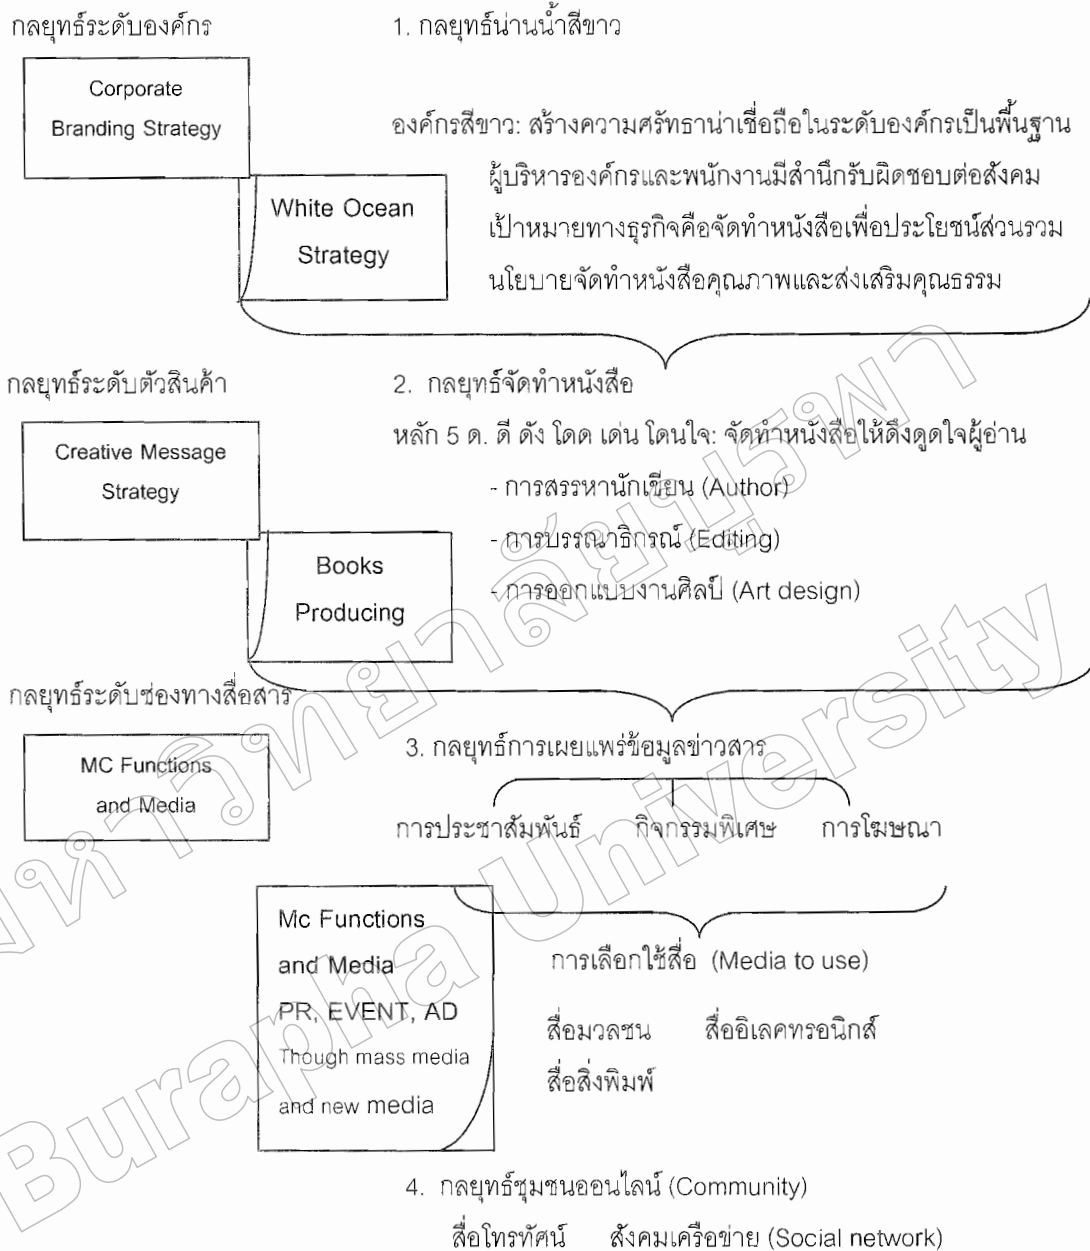 กลยุทธ์ระดับองค์กร
1. กลยุทธ์น่านน้ำสีขาว
Corporate
Branding Strategy
องค์กรสีขาว: สร้างความศรัทธาน่าเชื่อถือในระดับองค์กรเป็นพื้นฐาน
ผู้บริหารองค์กรและพนักงานมีสำนึกรับผิดชอบต่อสังคม
เป้าหมายทางธุรกิจคือจัดทำหนังสือเพื่อประโยชน์ส่วนรวม
นโยบายจัดทำหนังสือคุณภาพและส่งเสริมคุณธรรม
White Ocean
Strategy
กลยุทธ์ระดับตัวสินค้า
2. กลยุทธ์จัดทำหนังสือ
Creative Message
Strategy
หลัก 5 ด. ดี ดัง โดด เด่น โดนใจ: จัดทำหนังสือให้ดึงดูดใจผู้อ่าน
- การสรรหานักเขียน (Author)
- การบรรณาธิกรณ์ (Editing)
- การออกแบบงานศิลป์ (Art design)
Books
Producing
กลยุทธ์ระดับช่องทางสื่อสาร
MC Functions
and Media
3. กลยุทธ์การเผยแพร่ข้อมูลข่าวสาร
การประชาสัมพันธ์ กิจกรรมพิเศษ การโฆษณา
Mc Functions
and Media
PR, EVENT, AD
Though mass media
and new media
การเลือกใช้สื่อ (Media to use)
สื่อมวลชน สื่ออิเลคทรอนิกส์
สื่อสิ่งพิมพ์
4. กลยุทธ์ชุมชนออนไลน์ (Community)
สื่อโทรทัศน์ สังคมเครือข่าย (Social network)
มหาวิทยาลัยบูรพา
Burapha University